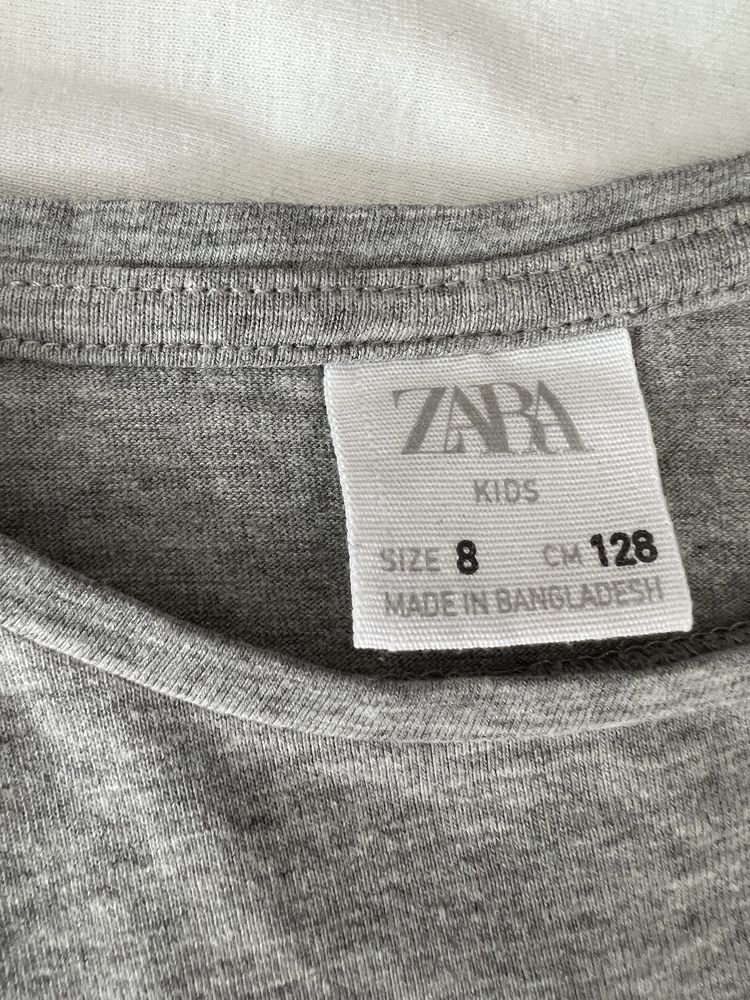 ZARA
KIDS
SIZE 8 CM 128
MADE IN BANGLADESH